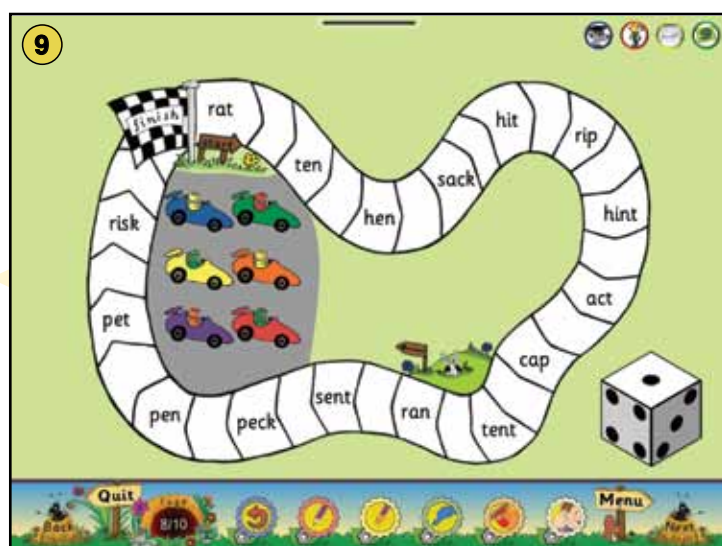 9
finish
start
rat
ten
hen
sack
hit
rip
hint
act
cap
tent
ran
sent
peck
pen
pet
risk
Quit
Back
8/10
Menu
Next